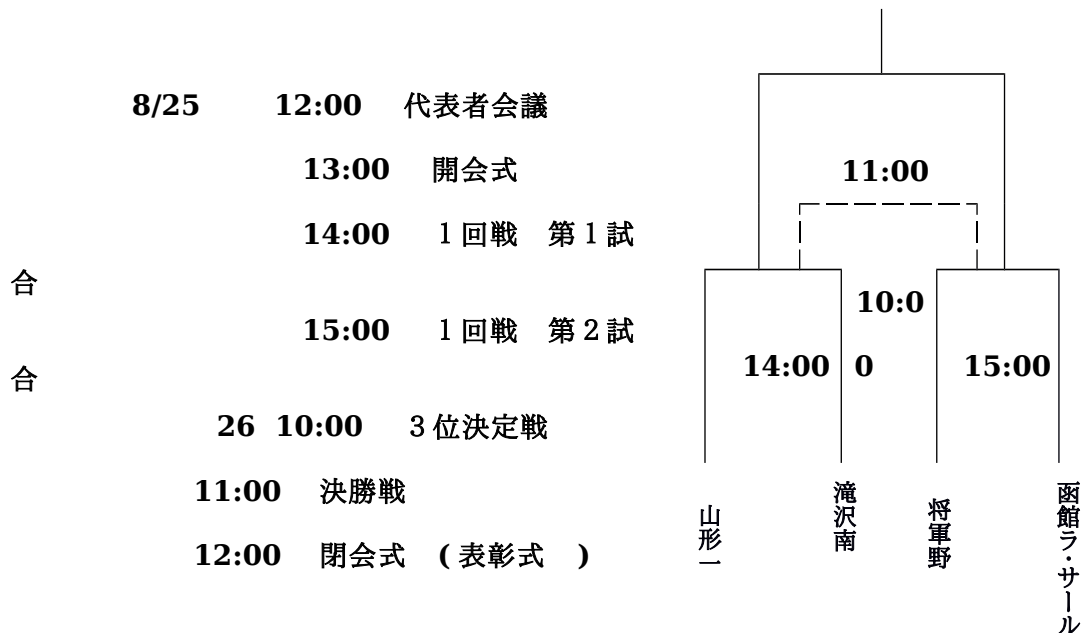 8/25 12:00 代表者会議
13:00 開会式
14:00 １回戦 第１試
合
15:00 １回戦 第２試
合
26 10:00 ３位決定戦
11:00 決勝戦
12:00 閉会式 (表彰式 )
11:00
10:0
0
14:00
15:00
山形一
滝沢南
将軍野
函館ラ・サール